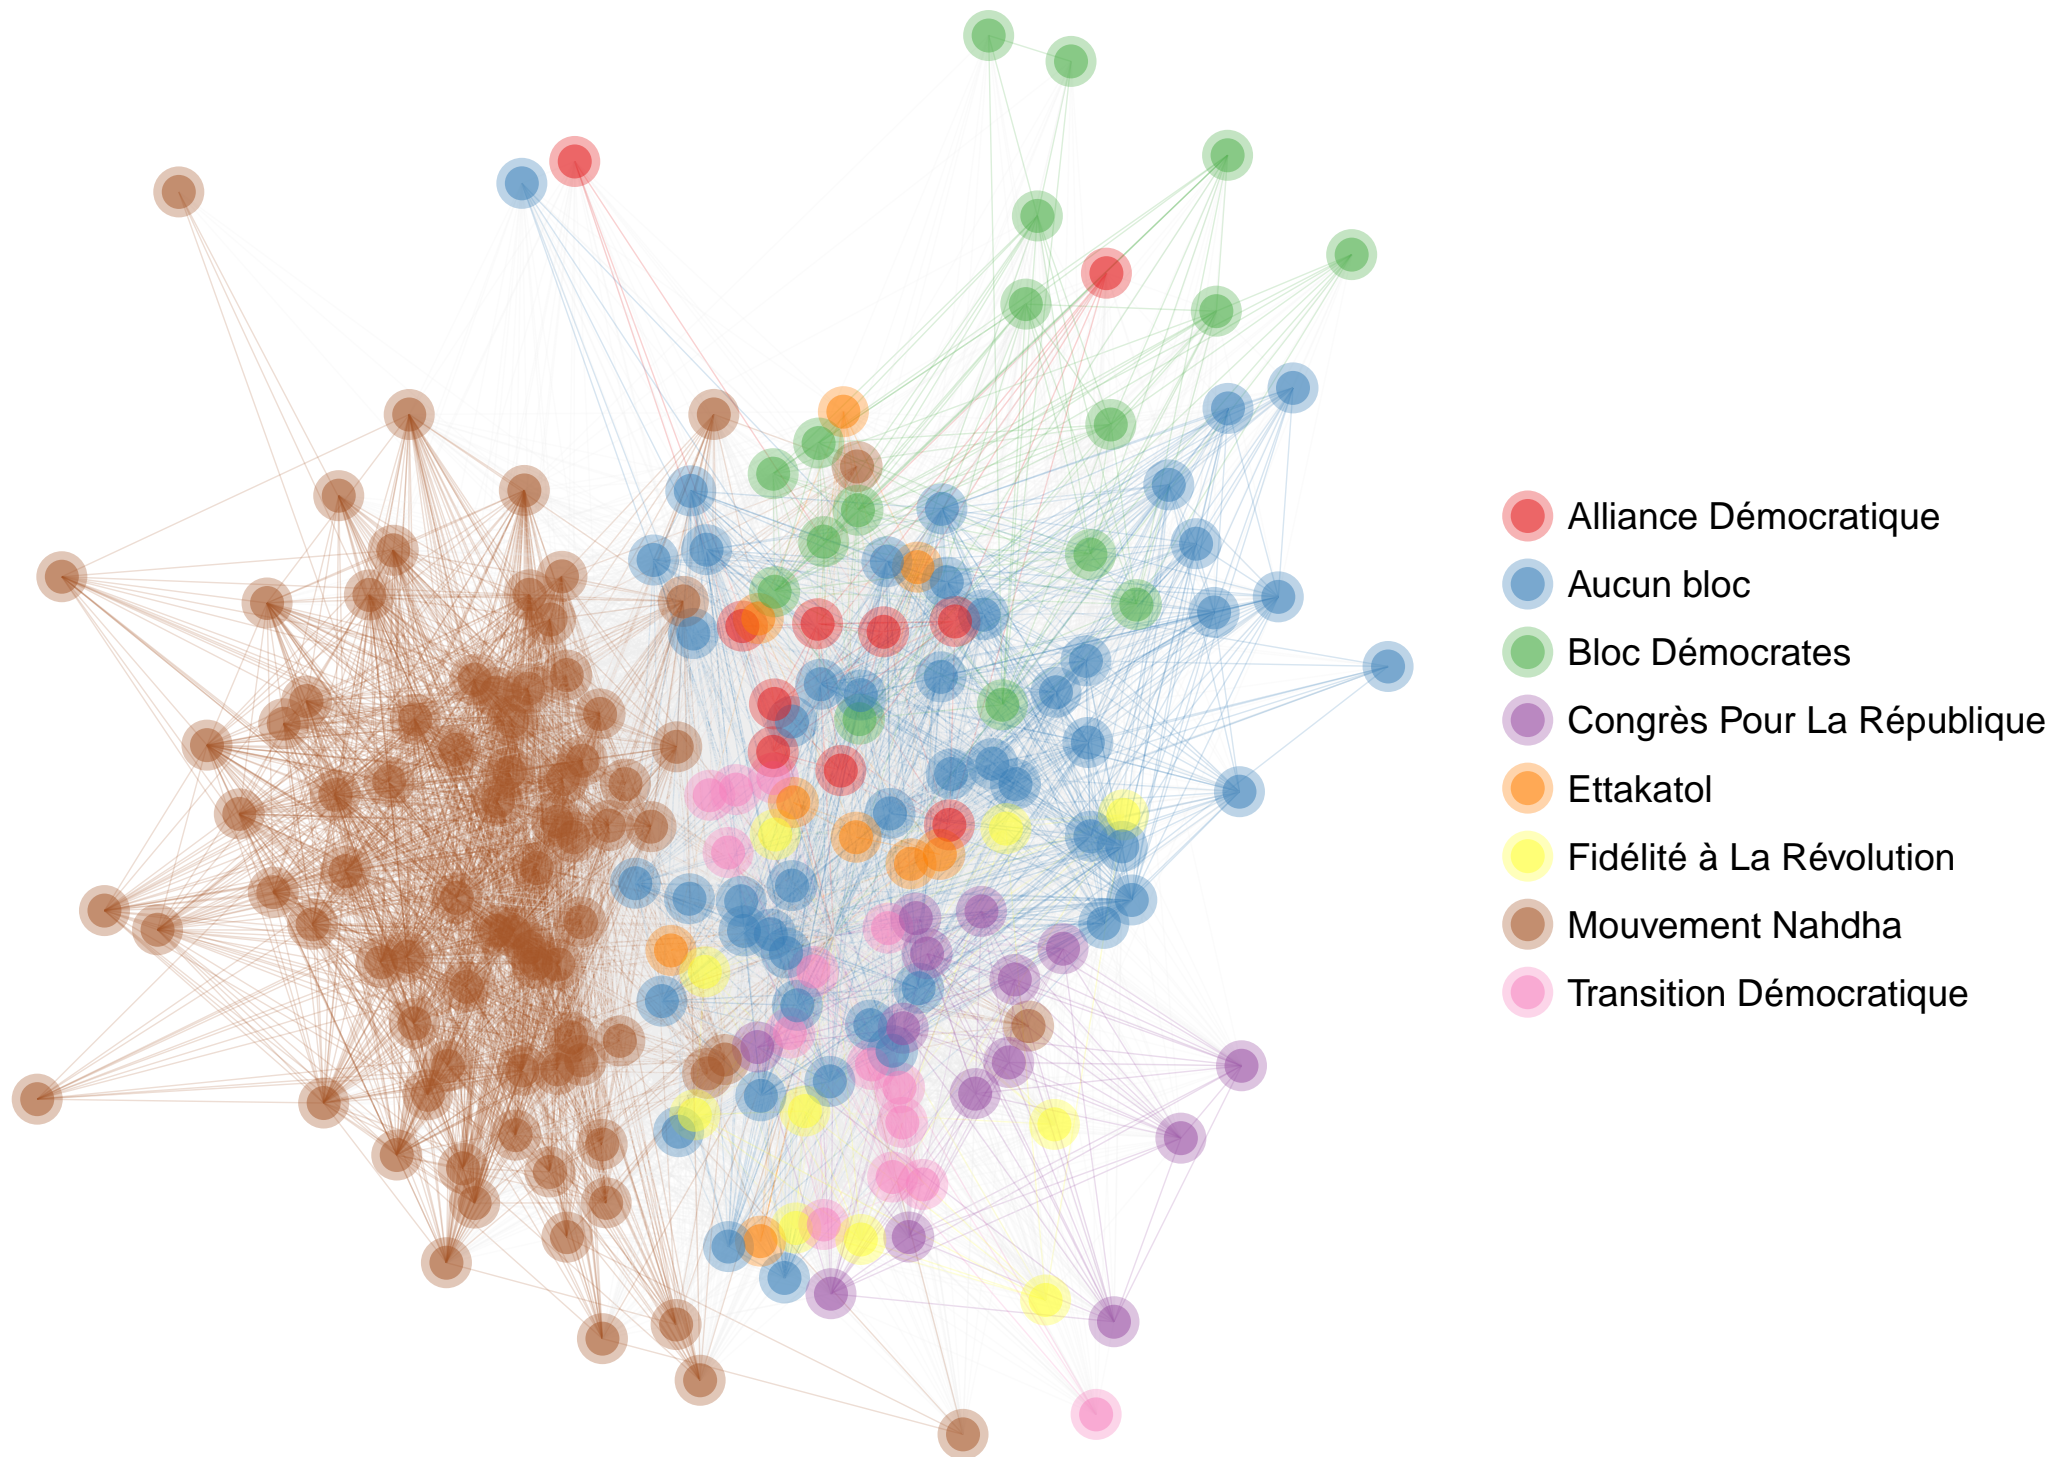 Alliance Démocratique
Aucun bloc
Bloc Démocrates
Congrès Pour La République
Ettakatol
Fidélité à La Révolution
Mouvement Nahdha
Transition Démocratique